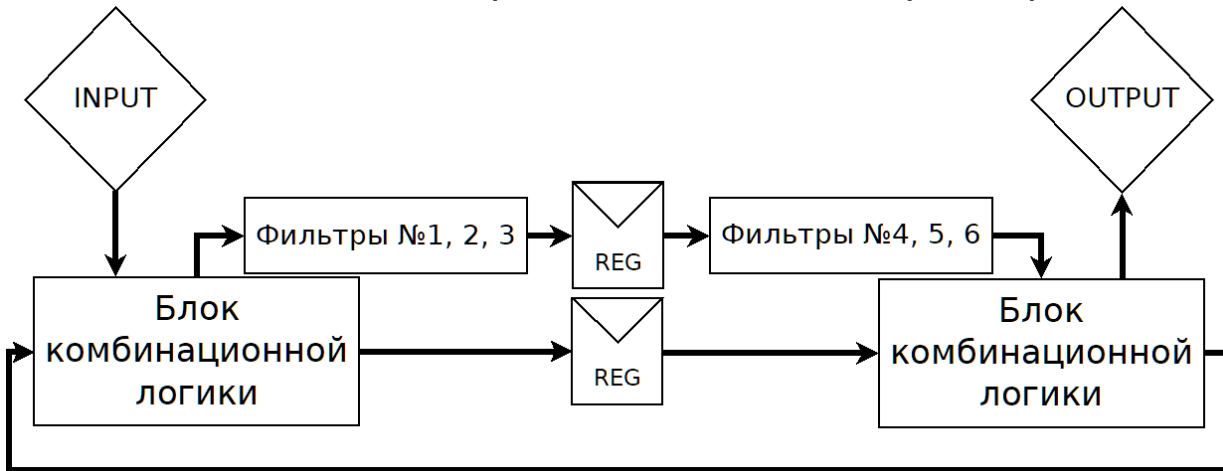 INPUT
OUTPUT
Фильтры №1, 2, 3
REG
Фильтры №4, 5, 6
Блок
комбинационной
логики
REG
Блок
комбинационной
логики